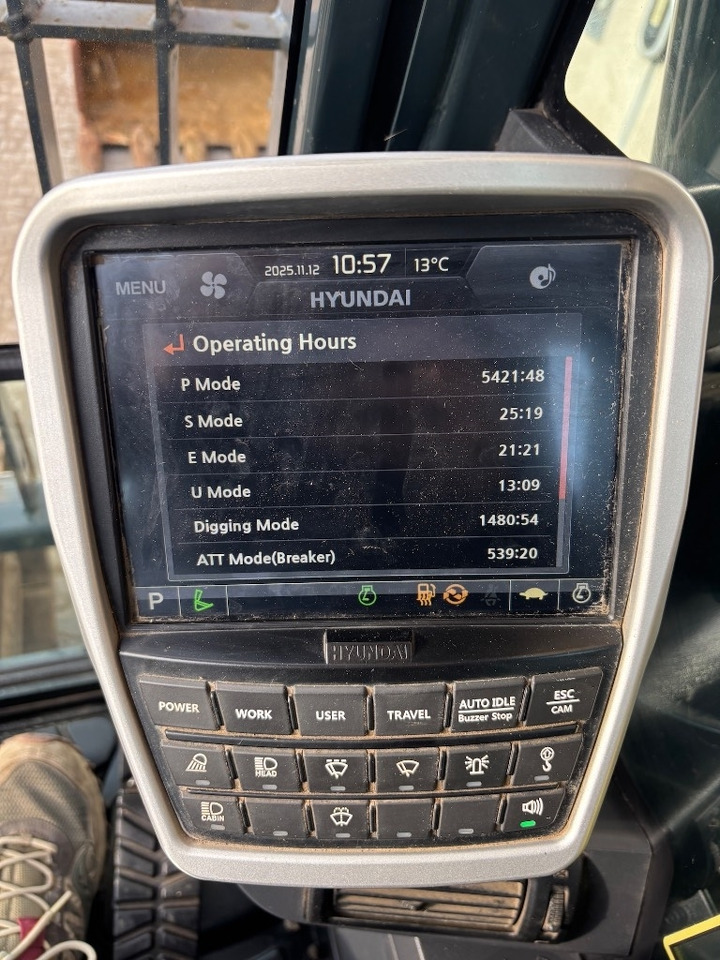 2025.11.12 10:57 13°C
MENU
HYUNDAI
Operating Hours
P Mode 5421:48
S Mode 25:19
E Mode 21:21
U Mode 13:09
Digging Mode 1480:54
ATT Mode(Breaker) 539:20
P
HYUNDAI
POWER WORK USER TRAVEL AUTO IDLE ESC
Buzzer Stop CAM
HEAD
CABIN